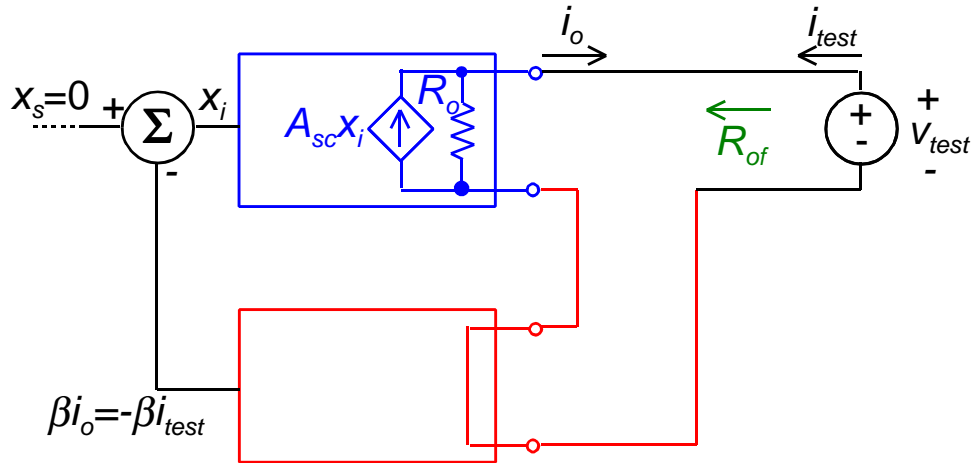 i_o
i_test
x_s=0
+
x_i
Σ
-
A_sc x_i
R_o
R_of
+
-
+
v_test
-
βi_o=-βi_test